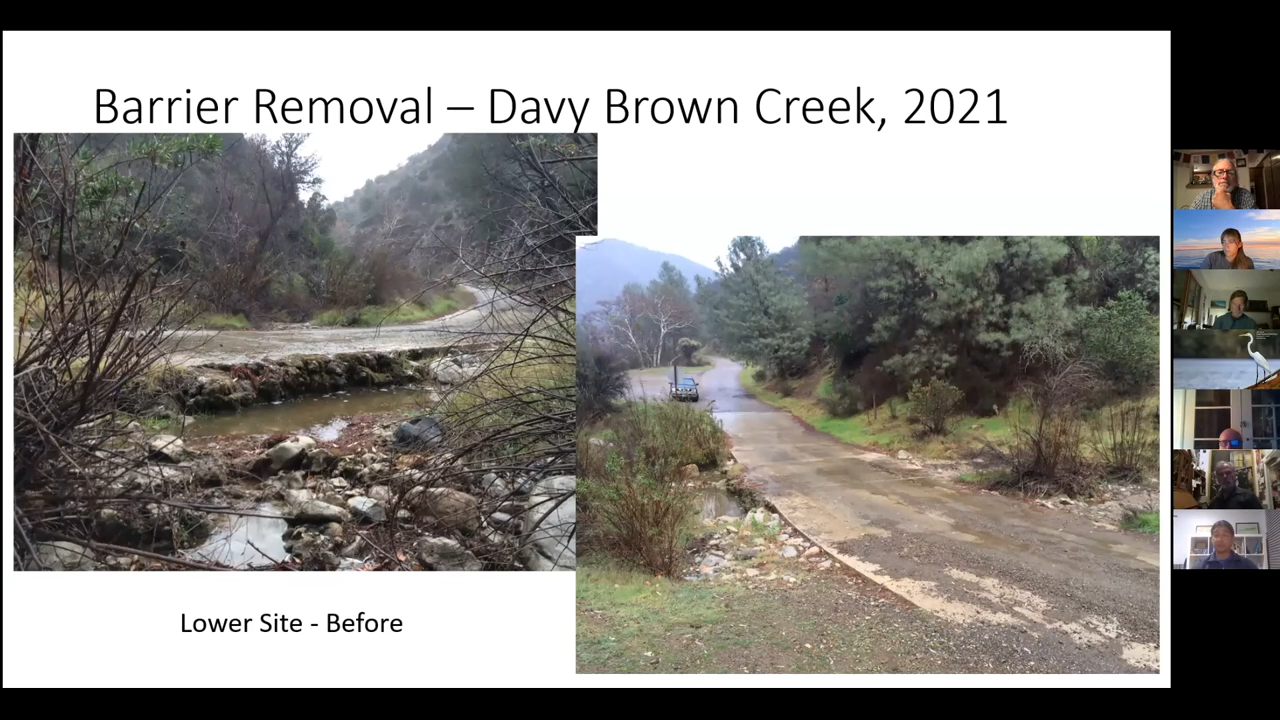 Barrier Removal – Davy Brown Creek, 2021
Lower Site - Before